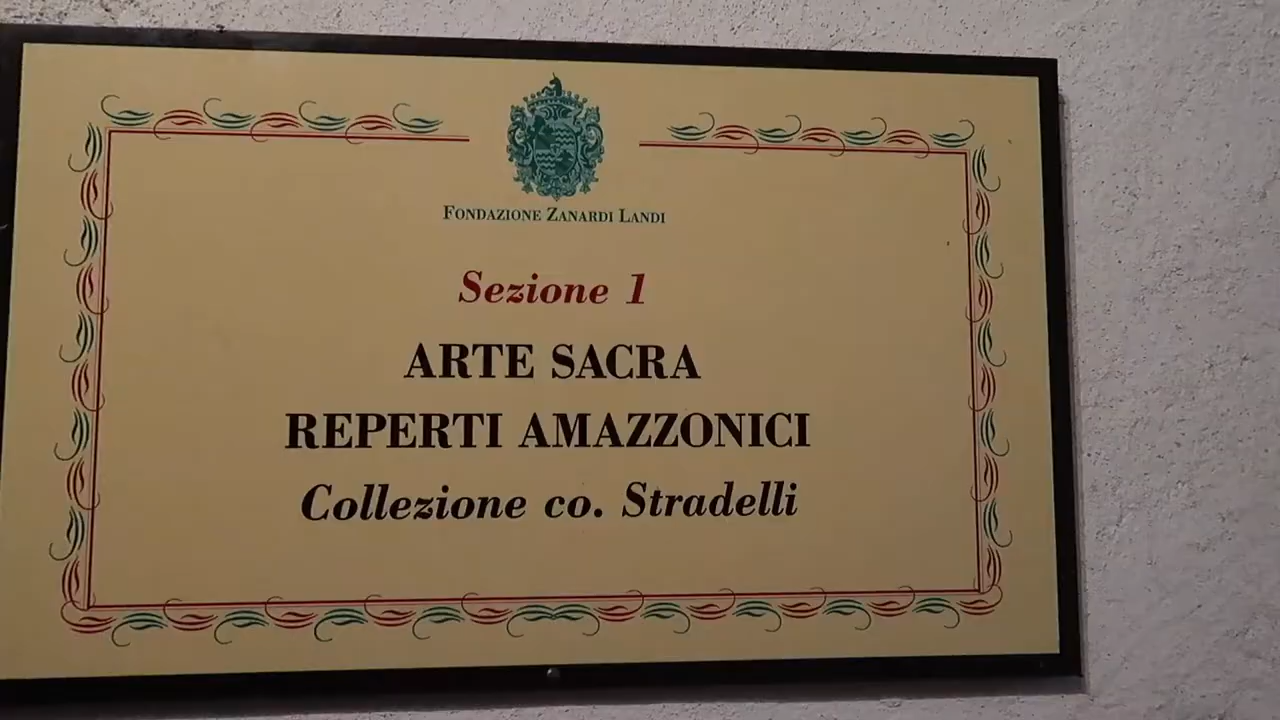 FONDAZIONE ZANARDI LANDI
Sezione 1
ARTE SACRA
REPERTI AMAZZONICI
Collezione co. Stradelli